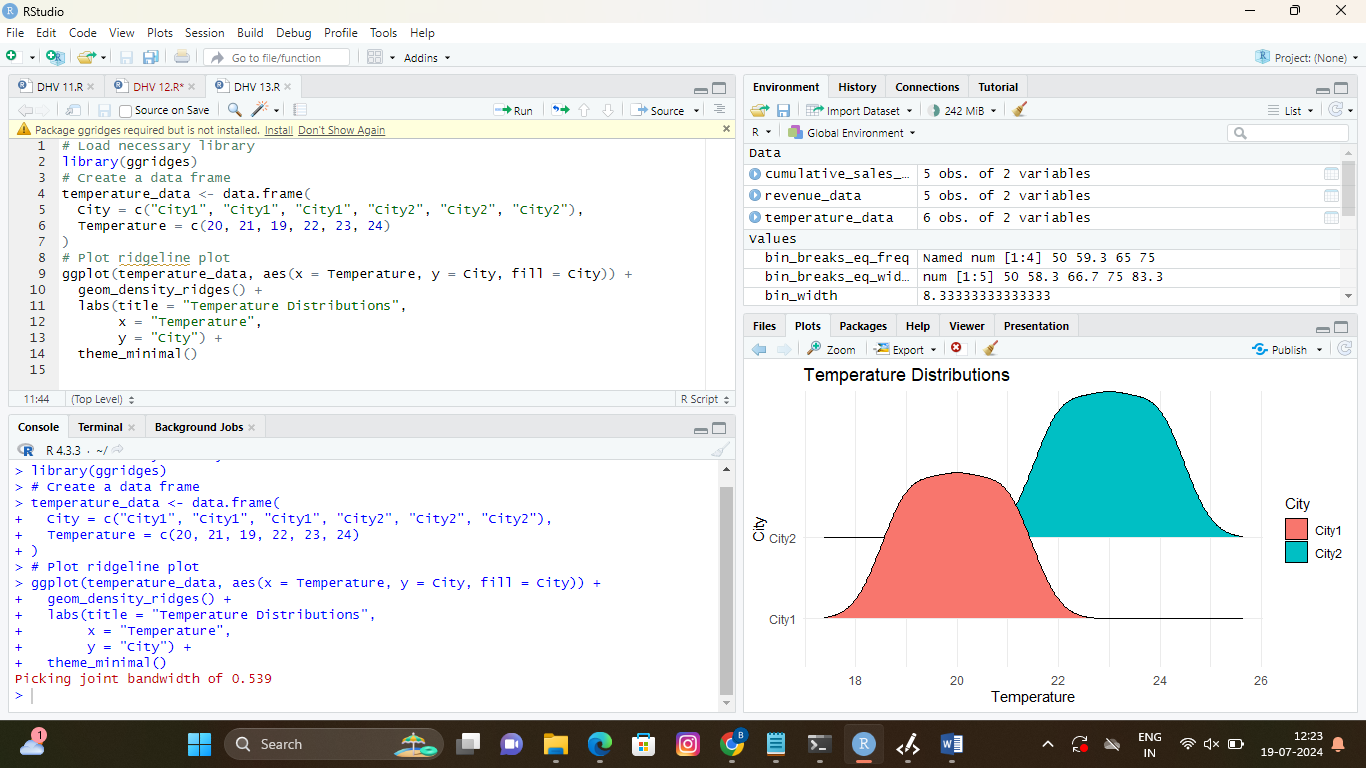 RStudio
File Edit Code View Plots Session Build Debug Profile Tools Help
Go to file/function Addins Project: (None)
DHV 11.R DHV 12.R* DHV 13.R
Source on Save Run Source
Package ggridges required but is not installed. Install Don't Show Again
1 # Load necessary library
2 library(ggridges)
3 # Create a data frame
4 temperature_data <- data.frame(
5 City = c("City1", "City1", "City1", "City2", "City2", "City2"),
6 Temperature = c(20, 21, 19, 22, 23, 24)
7 )
8 # Plot ridgeline plot
9 ggplot(temperature_data, aes(x = Temperature, y = City, fill = City)) +
10 geom_density_ridges() +
11 labs(title = "Temperature Distributions",
12 x = "Temperature",
13 y = "City") +
14 theme_minimal()
15
11:44 (Top Level) R Script
Console Terminal Background Jobs
R 4.3.3 · ~/
> library(ggridges)
> # Create a data frame
> temperature_data <- data.frame(
+ City = c("City1", "City1", "City1", "City2", "City2", "City2"),
+ Temperature = c(20, 21, 19, 22, 23, 24)
+ )
> # Plot ridgeline plot
> ggplot(temperature_data, aes(x = Temperature, y = City, fill = City)) +
+ geom_density_ridges() +
+ labs(title = "Temperature Distributions",
+ x = "Temperature",
+ y = "City") +
+ theme_minimal()
Picking joint bandwidth of 0.539
>
Environment History Connections Tutorial
Import Dataset 242 MiB List
R Global Environment
Data
cumulative_sales_… 5 obs. of 2 variables
revenue_data 5 obs. of 2 variables
temperature_data 6 obs. of 2 variables
Values
bin_breaks_eq_freq Named num [1:4] 50 59.3 65 75
bin_breaks_eq_wid… num [1:5] 50 58.3 66.7 75 83.3
bin_width 8.33333333333333
Files Plots Packages Help Viewer Presentation
Zoom Export Publish
Temperature Distributions
City
City2
City1
18 20 22 24 26
Temperature
City
City1
City2
1
Search
B
ENG
IN
12:23
19-07-2024